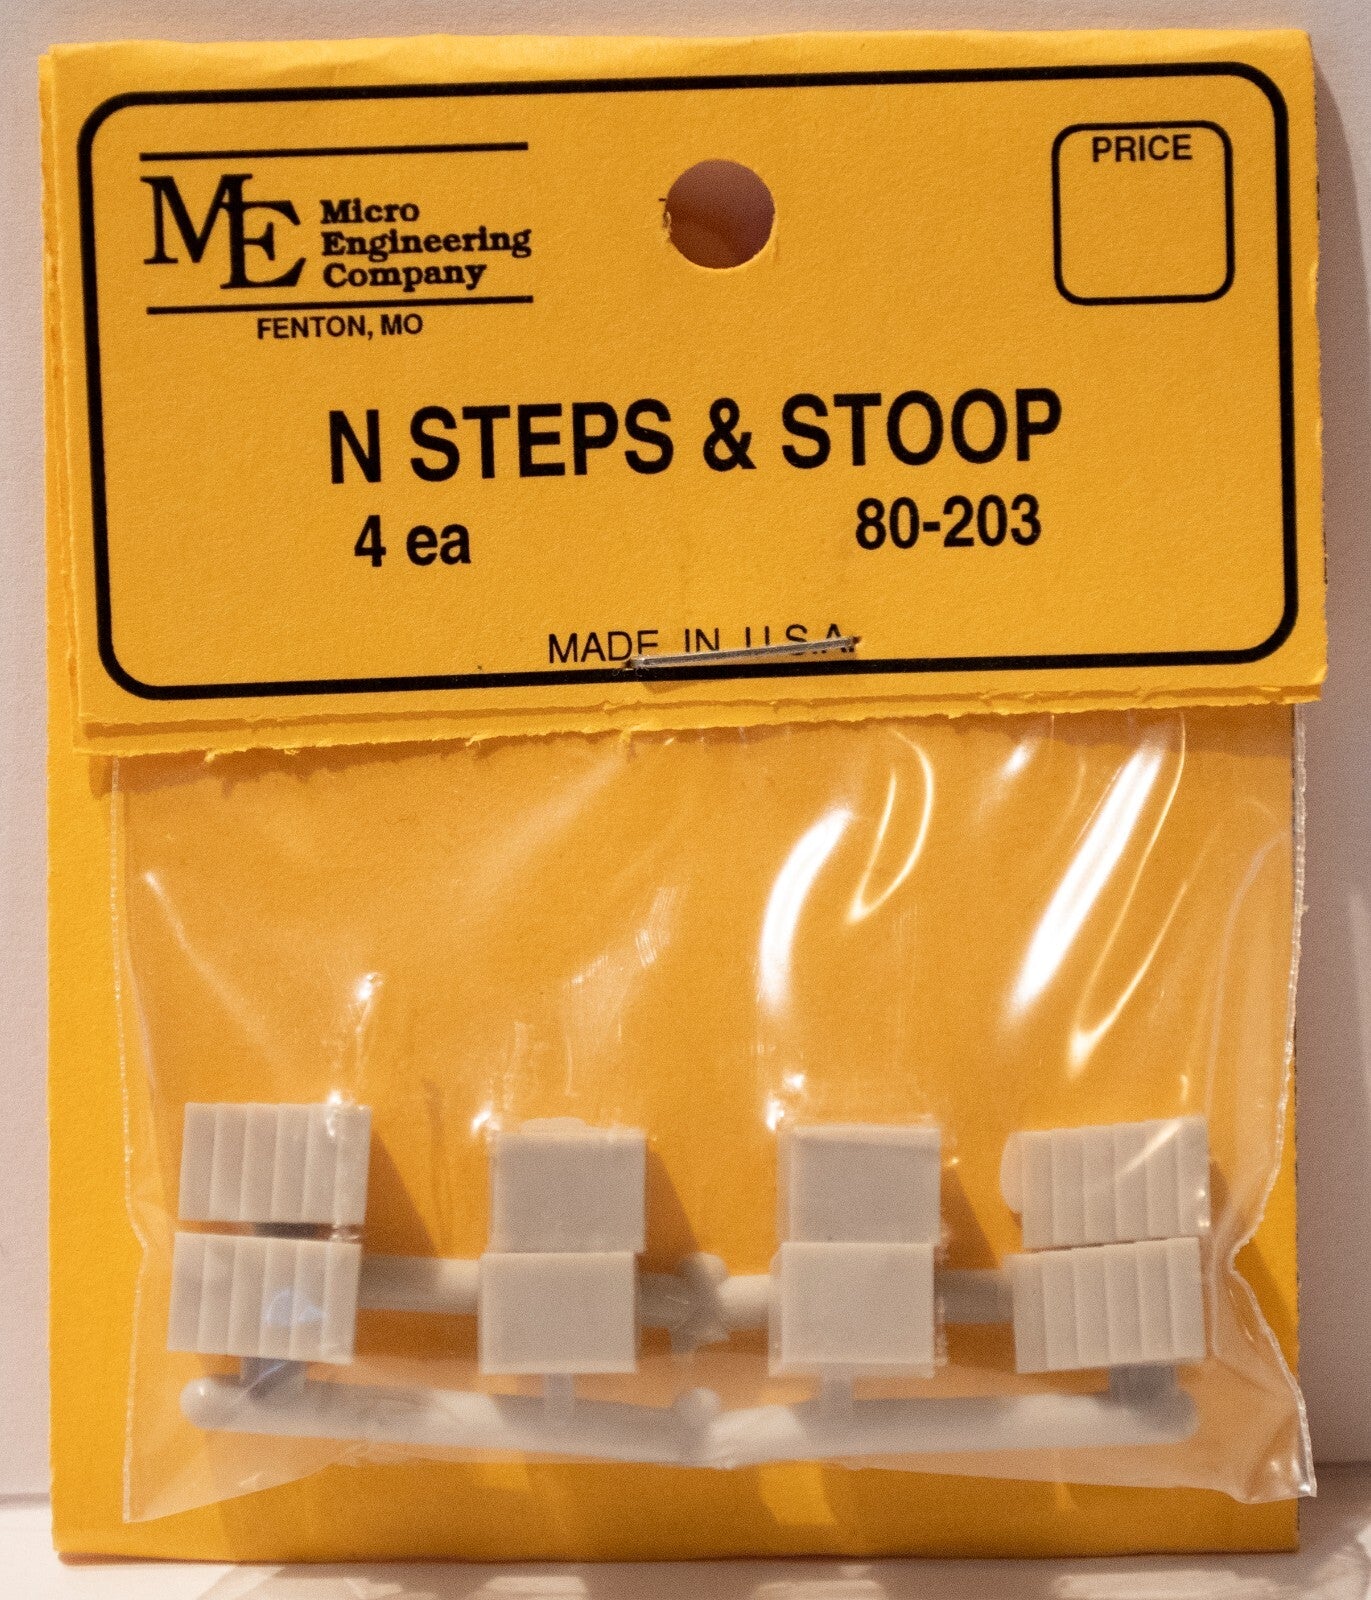 ME
Micro
Engineering
Company
FENTON, MO
PRICE
N STEPS & STOOP
4 ea 80-203
MADE IN U.S.A.